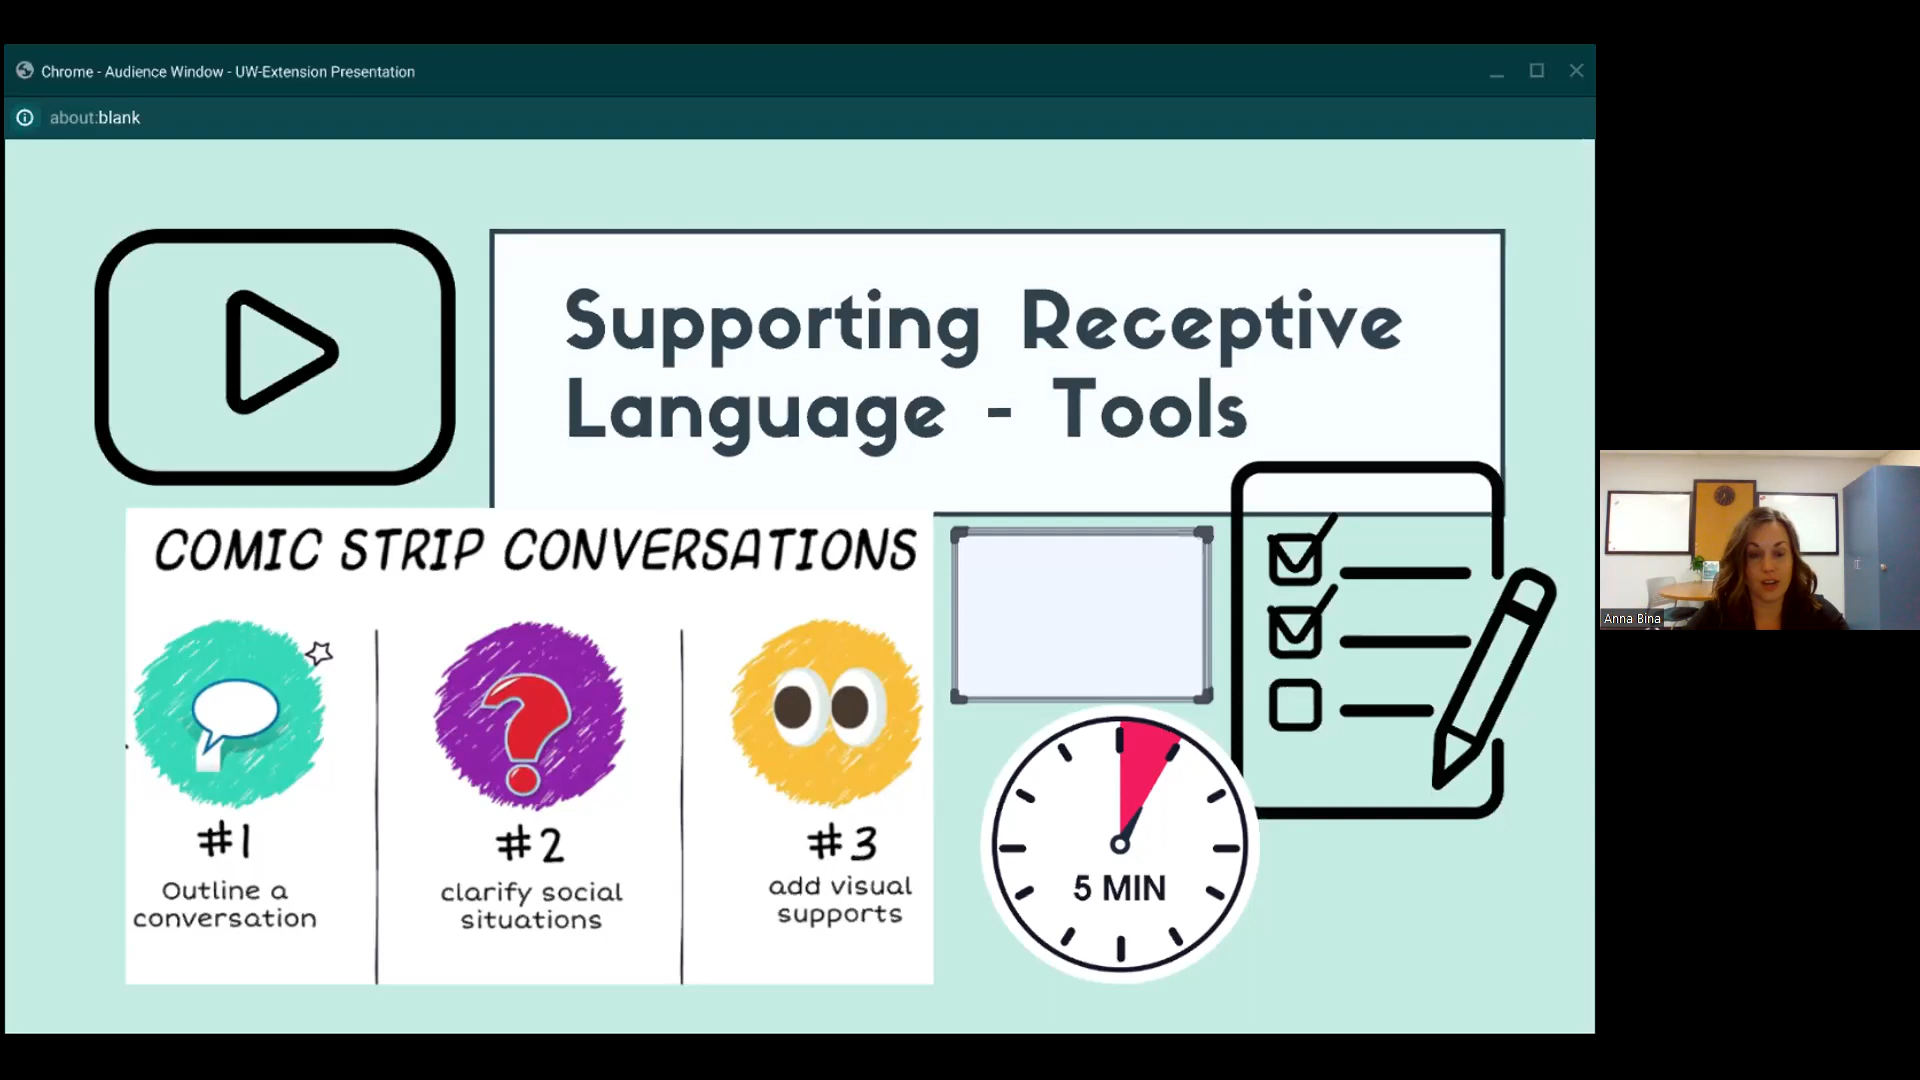 Chrome - Audience Window - UW-Extension Presentation
about:blank
Supporting Receptive
Language - Tools
COMIC STRIP CONVERSATIONS
#1
Outline a
conversation
#2
clarify social
situations
#3
add visual
supports
5 MIN
Anna Bina